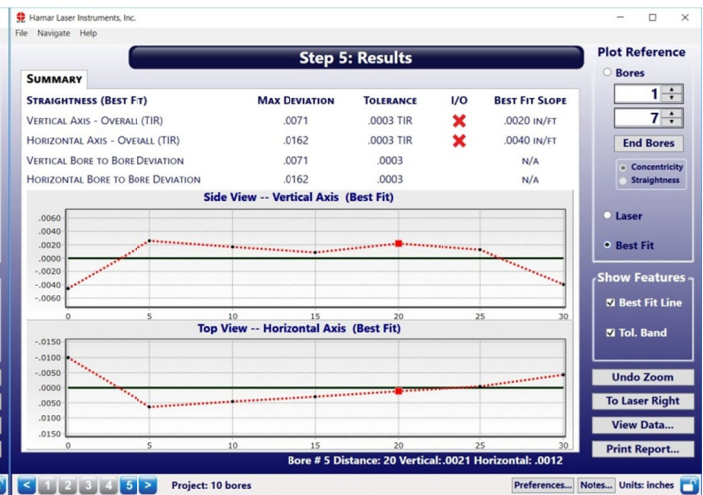 Hamar Laser Instruments, Inc.
File Navigate Help
Step 5: Results
SUMMARY
STRAIGHTNESS (BEST FIT) MAX DEVIATION TOLERANCE I/O BEST FIT SLOPE
VERTICAL AXIS - OVERALL (TIR) .0071 .0003 TIR .0020 IN/FT
HORIZONTAL AXIS - OVERALL (TIR) .0162 .0003 TIR .0040 IN/FT
VERTICAL BORE TO BORE DEVIATION .0071 .0003 N/A
HORIZONTAL BORE TO BORE DEVIATION .0162 .0003 N/A
Side View -- Vertical Axis (Best Fit)
.0060
.0040
.0020
.0000
-.0020
-.0040
-.0060
0 5 10 15 20 25 30
Top View -- Horizontal Axis (Best Fit)
-.0150
-.0100
-.0050
.0000
.0050
.0100
.0150
0 5 10 15 20 25 30
Bore # 5 Distance: 20 Vertical:.0021 Horizontal: .0012
Plot Reference
Bores
1
7
End Bores
Concentricity
Straightness
Laser
Best Fit
Show Features
Best Fit Line
Tol. Band
Undo Zoom
To Laser Right
View Data...
Print Report...
< 1 2 3 4 5 > Project: 10 bores Preferences... Notes... Units: inches